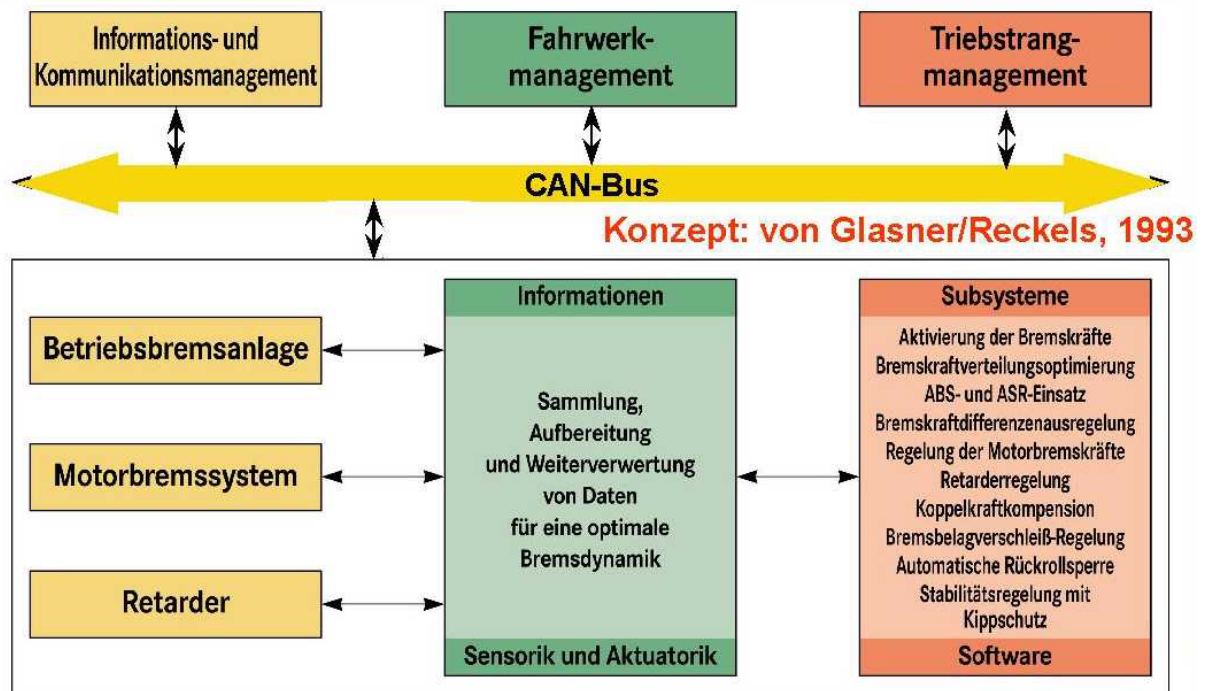 Informations- und
Kommunikationsmanagement
Fahrwerk-
management
Triebstrang-
management
CAN-Bus
Konzept: von Glasner/Reckels, 1993
Betriebsbremsanlage
Motorbremssystem
Retarder
Informationen
Sammlung,
Aufbereitung
und Weiterverwertung
von Daten
für eine optimale
Bremsdynamik
Sensorik und Aktuatorik
Subsysteme
Aktivierung der Bremskräfte
Bremskraftverteilungsoptimierung
ABS- und ASR-Einsatz
Bremskraftdifferenzenausregelung
Regelung der Motorbremskräfte
Retarderregelung
Koppelkraftkompension
Bremsbelagverschleiß-Regelung
Automatische Rückrollsperre
Stabilitätsregelung mit
Kippschutz
Software